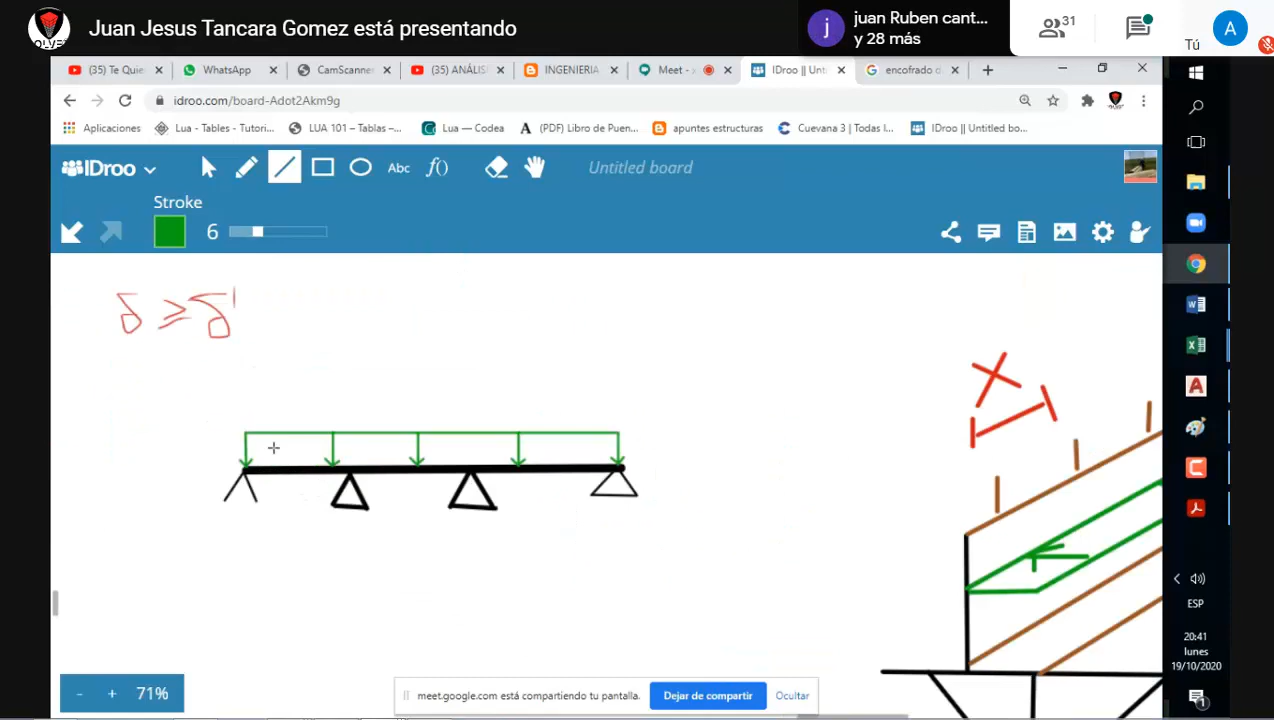 Juan Jesus Tancara Gomez está presentando
j
juan Ruben cant...
y 28 más
31
Tú
A
(35) Te Quie
WhatsApp
CamScanner
(35) ANÁLIS
INGENIERIA
Meet -
IDroo || Unt
encofrado d
idroo.com/board-Adot2Akm9g
Aplicaciones
Lua - Tables - Tutori...
LUA 101 – Tablas –...
Lua — Codea
(PDF) Libro de Puen...
apuntes estructuras
Cuevana 3 | Todas l...
IDroo || Untitled bo...
IDroo
Abc
f()
Untitled board
Stroke
6
δ ≥ δ'
X
ESP
20:41
lunes
19/10/2020
1
- + 71%
meet.google.com está compartiendo tu pantalla.
Dejar de compartir
Ocultar